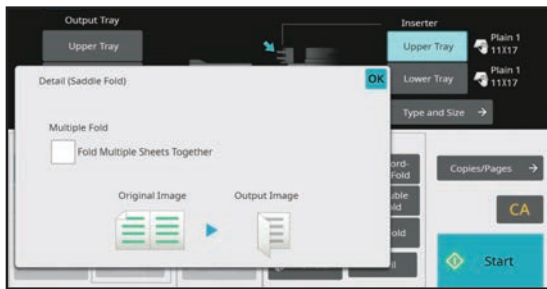 Output Tray
Inserter
Upper Tray
Upper Tray
Plain 1
11X17
Lower Tray
Plain 1
11X17
Type and Size →
Detail (Saddle Fold)
OK
Multiple Fold
Fold Multiple Sheets Together
Original Image
Output Image
Copies/Pages →
CA
Start